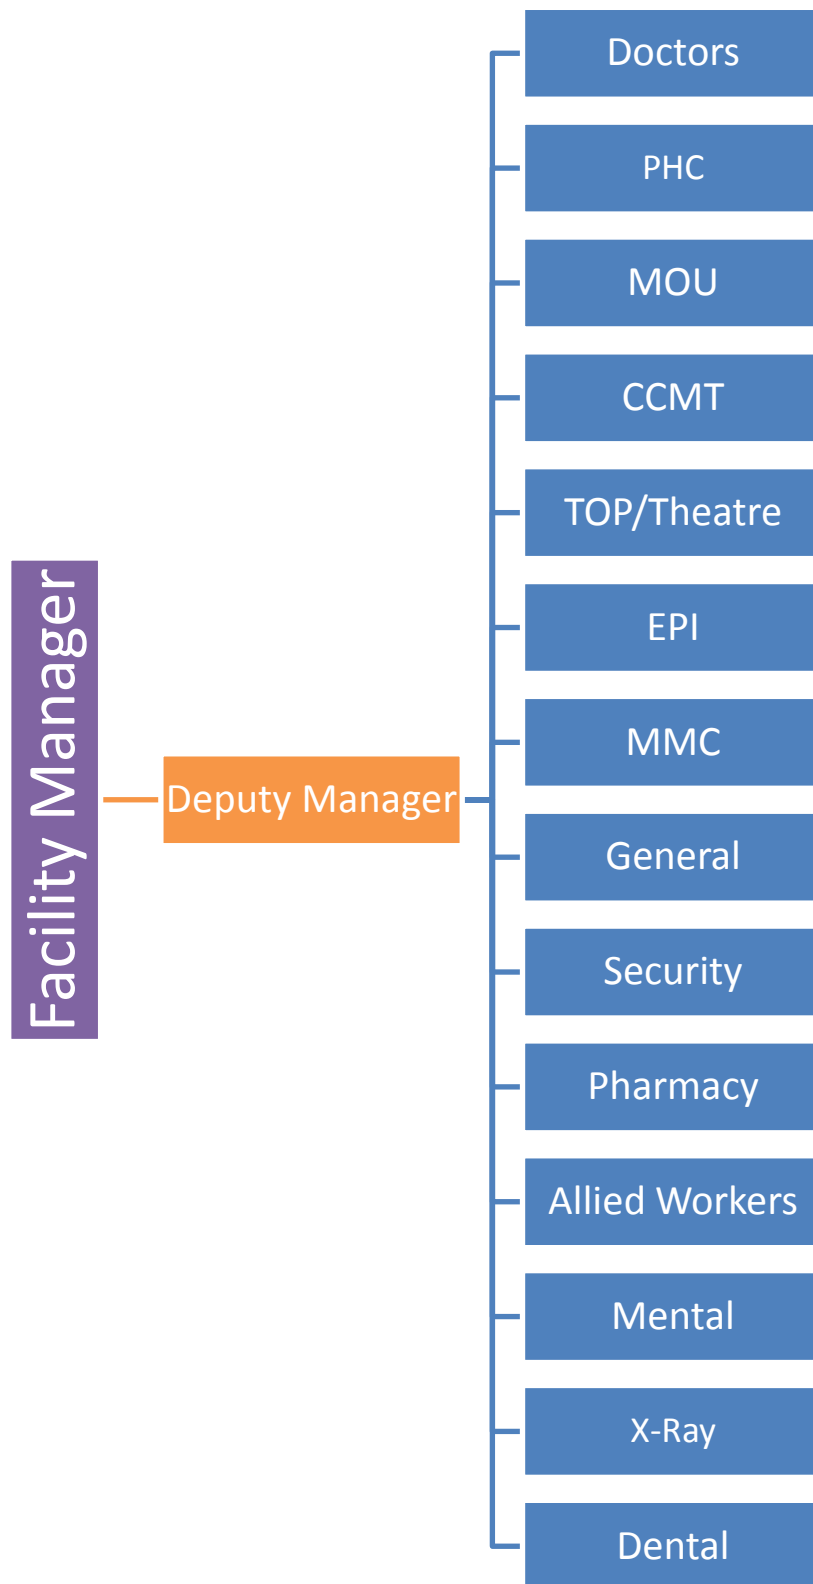 Facility Manager
Deputy Manager
Doctors
PHC
MOU
CCMT
TOP/Theatre
EPI
MMC
General
Security
Pharmacy
Allied Workers
Mental
X-Ray
Dental